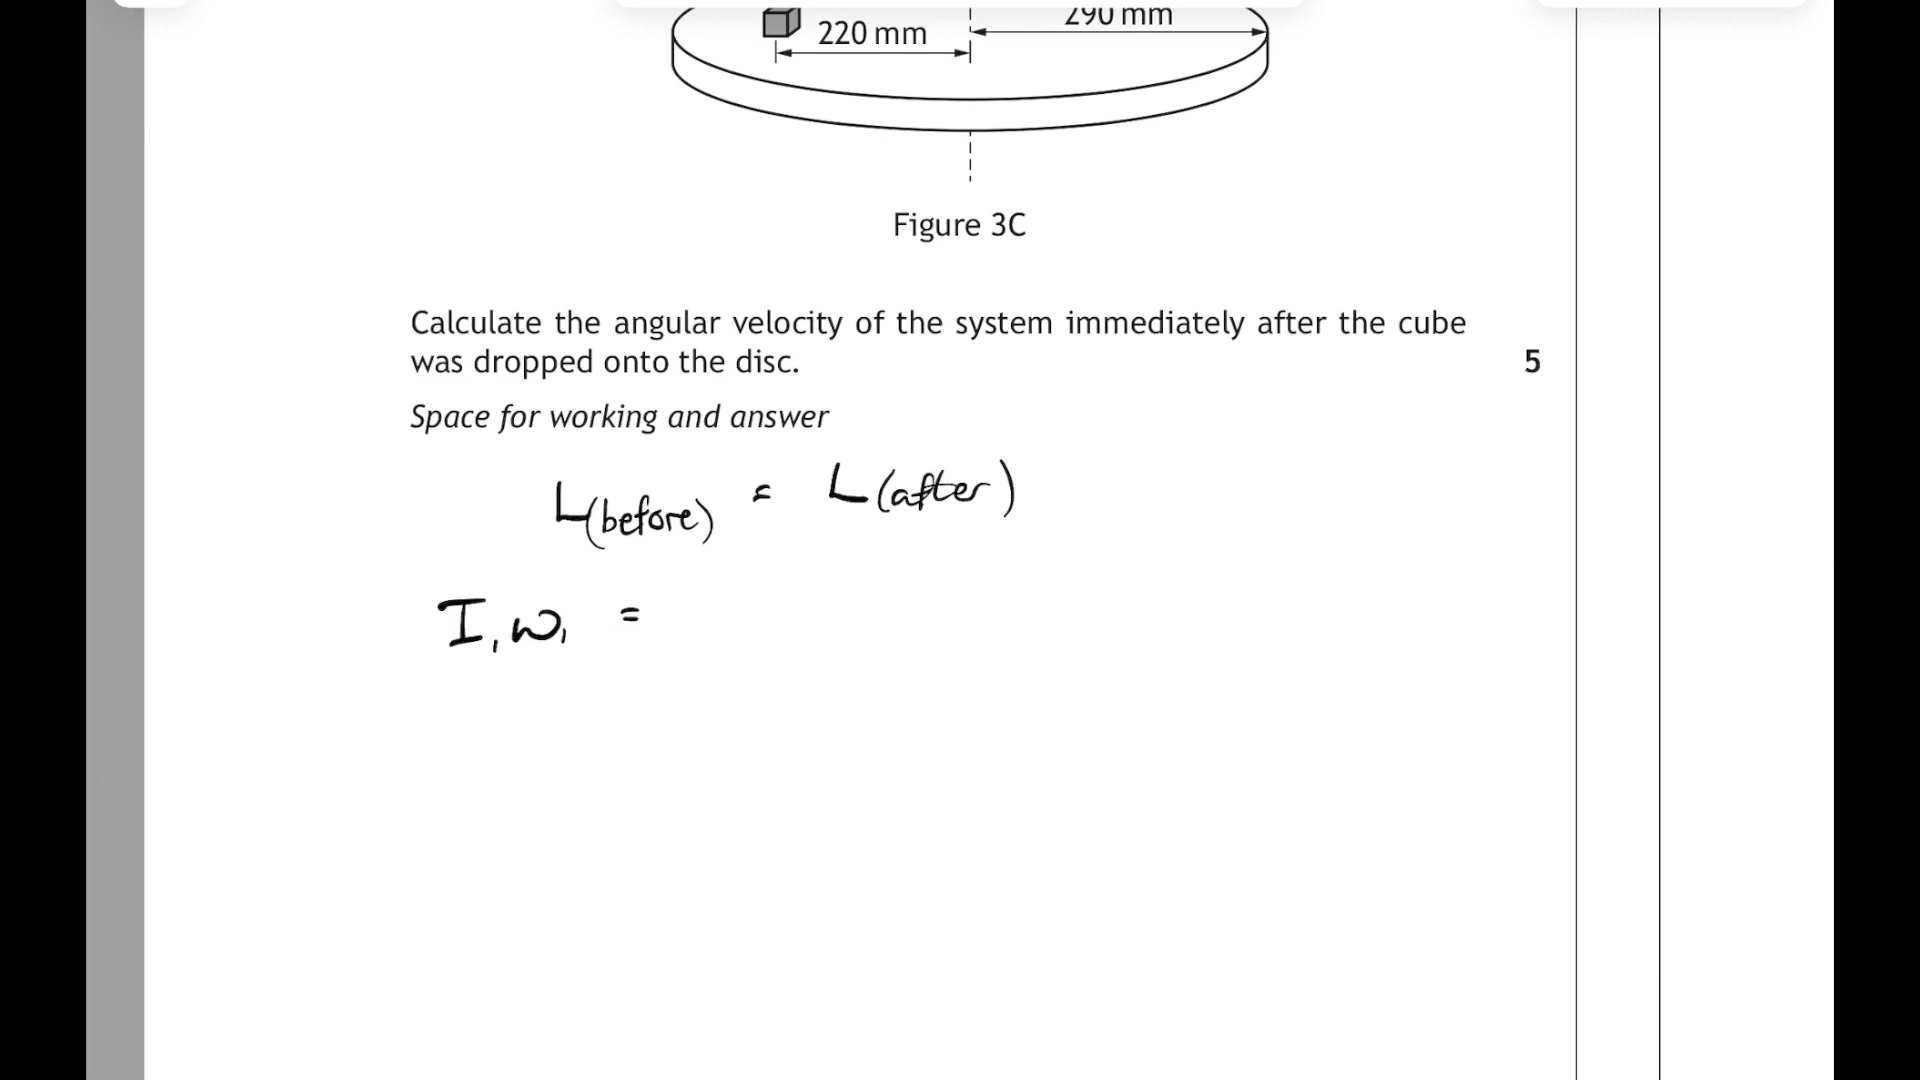 220 mm
290 mm
Figure 3C
Calculate the angular velocity of the system immediately after the cube
was dropped onto the disc.
5
Space for working and answer
L(before) = L(after)
I₁ω₁ =